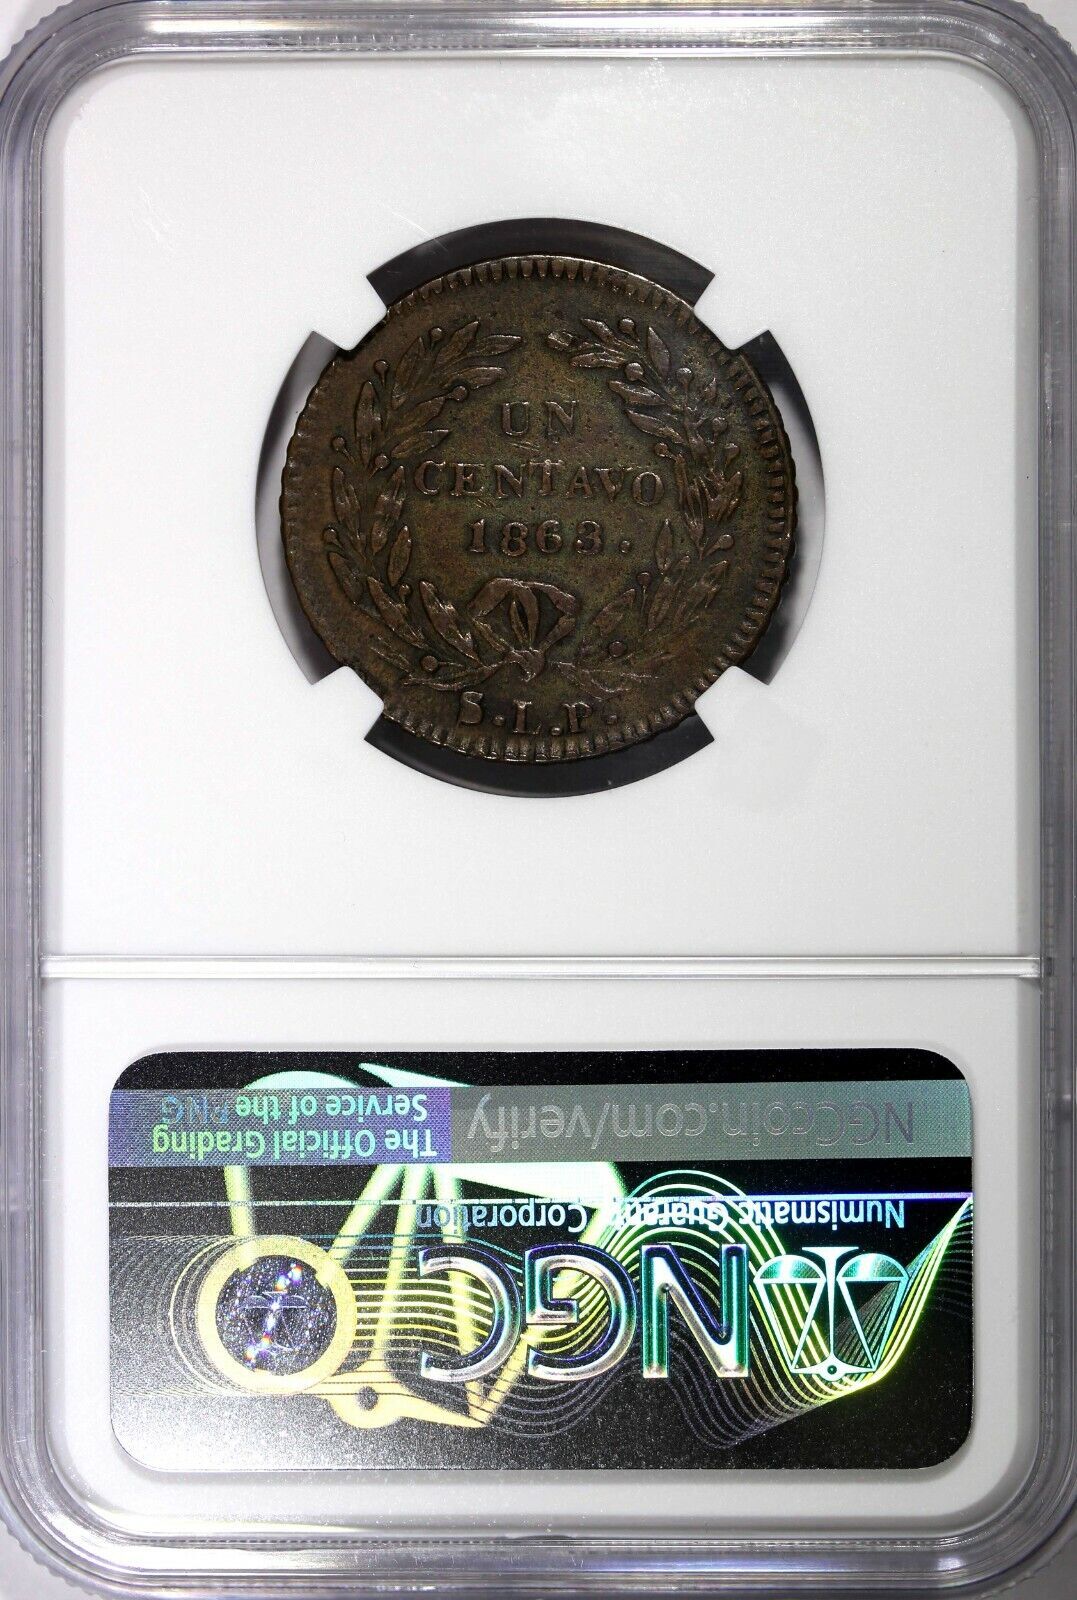 UN
CENTAVO
1863.
S.L.P.
NGC
Numismatic Guaranty Corporation
NGCcoin.com/verify
The Official Grading
Service of the PNG